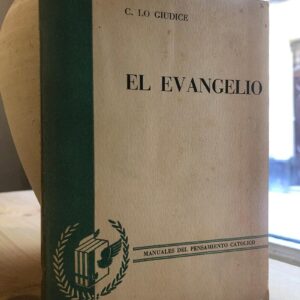 C. LO GIUDICE
EL EVANGELIO
MANUALES DEL PENSAMIENTO CATOLICO